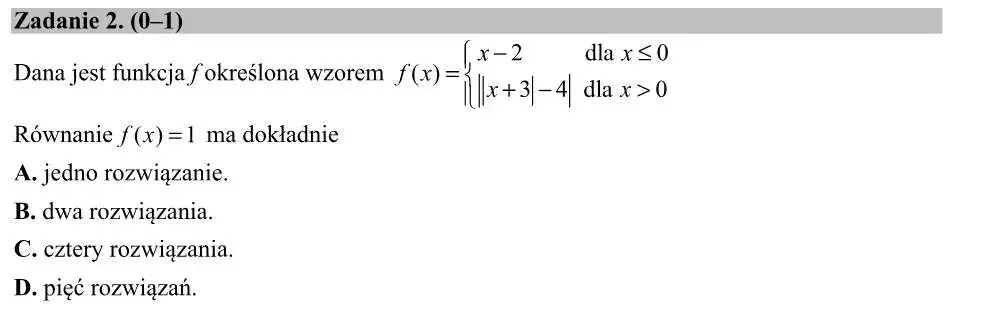 Zadanie 2. (0–1)
Dana jest funkcja f określona wzorem f(x) = { x − 2 dla x ≤ 0
||x + 3| − 4| dla x > 0
Równanie f(x) = 1 ma dokładnie
A. jedno rozwiązanie.
B. dwa rozwiązania.
C. cztery rozwiązania.
D. pięć rozwiązań.